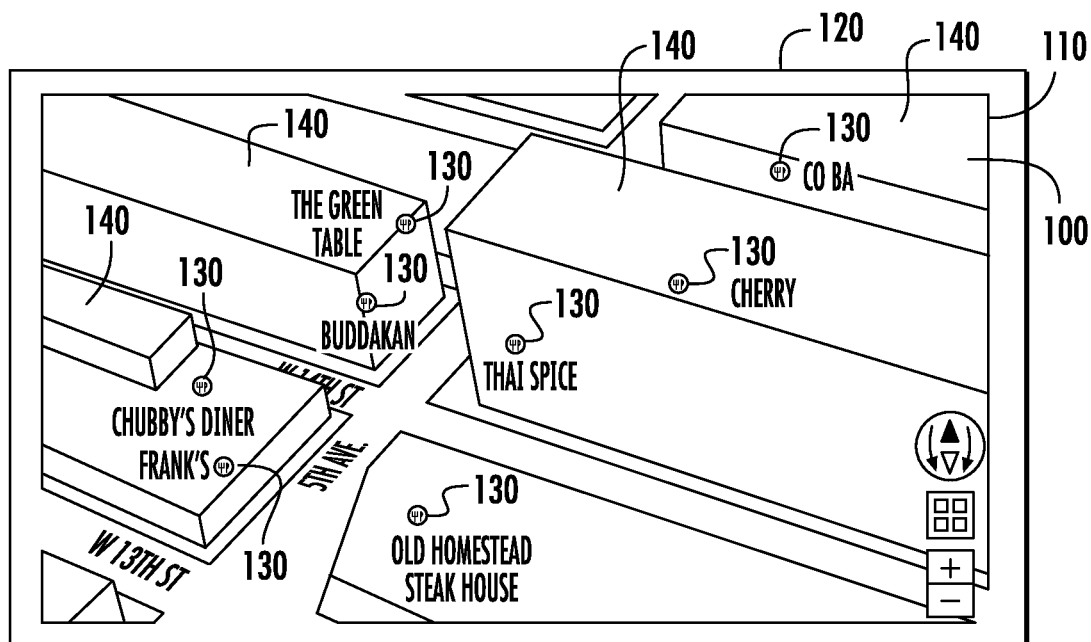 120
140
140
110
140
130
130
CO BA
THE GREEN
TABLE
100
140
130
130
130
CHERRY
BUDDAKAN
130
THAI SPICE
W 14TH ST
CHUBBY'S DINER
FRANK'S
5TH AVE.
130
130
OLD HOMESTEAD
STEAK HOUSE
W 13TH ST
+
−